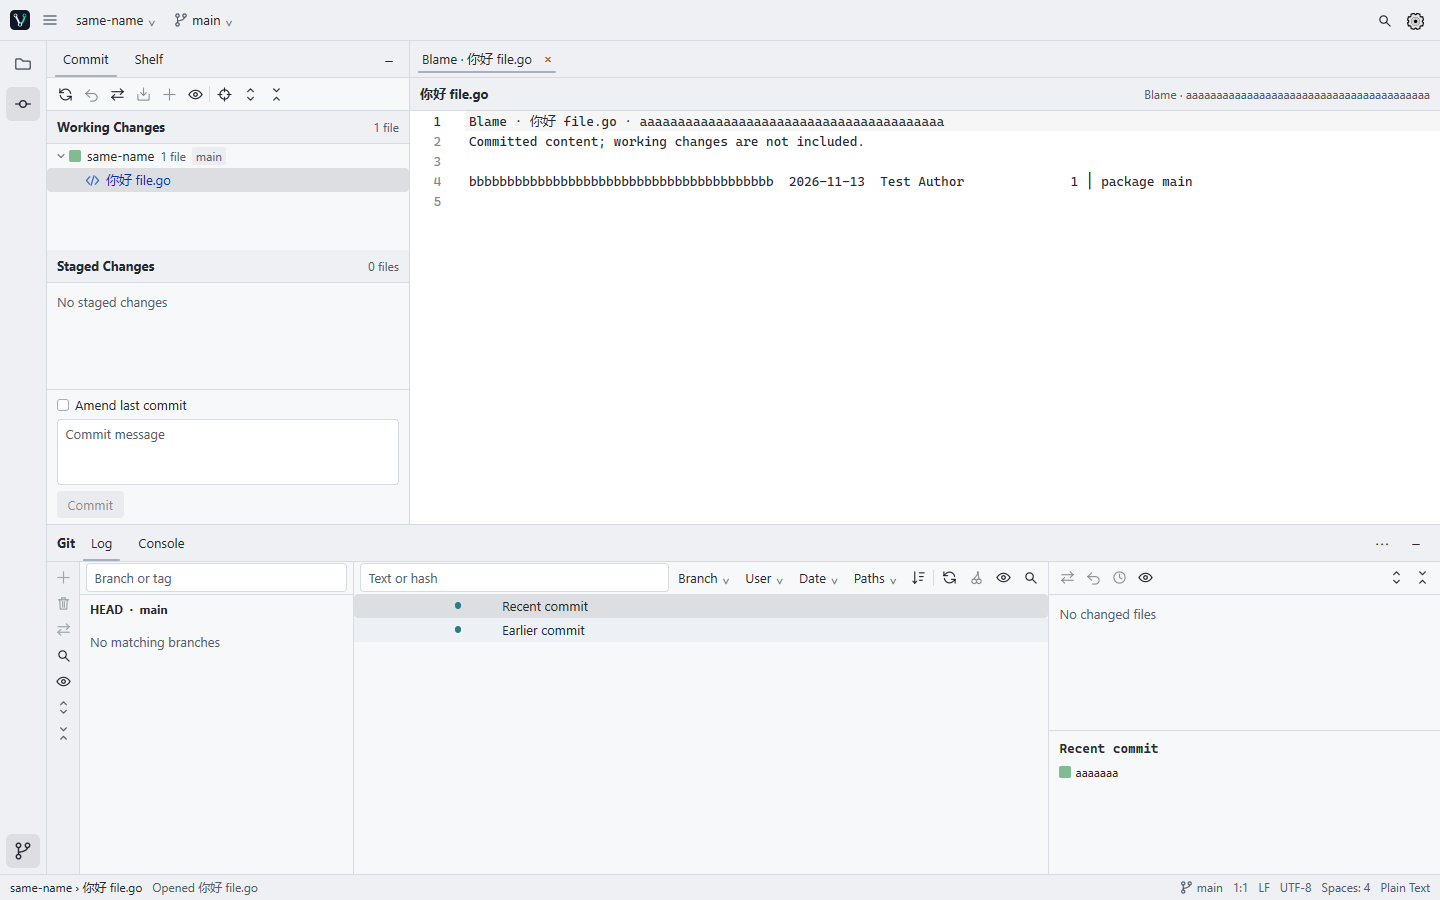 same-name
main
Commit
Shelf
Working Changes
1 file
same-name 1 file main
你好 file.go
Staged Changes
0 files
No staged changes
Amend last commit
Commit message
Commit
Blame · 你好 file.go ×
你好 file.go
Blame · aaaaaaaaaaaaaaaaaaaaaaaaaaaaaaaaaaaaaaaa
1 Blame · 你好 file.go · aaaaaaaaaaaaaaaaaaaaaaaaaaaaaaaaaaaaaaaa
2 Committed content; working changes are not included.
3
4 bbbbbbbbbbbbbbbbbbbbbbbbbbbbbbbbbbbbbbbb 2026-11-13 Test Author 1 │ package main
5
Git
Log
Console
Branch or tag
HEAD · main
No matching branches
Text or hash
Branch
User
Date
Paths
Recent commit
Earlier commit
No changed files
Recent commit
aaaaaaa
same-name › 你好 file.go
Opened 你好 file.go
main
1:1
LF
UTF-8
Spaces: 4
Plain Text